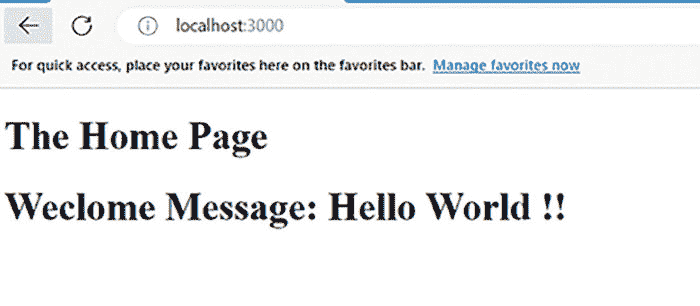 localhost:3000
For quick access, place your favorites here on the favorites bar. Manage favorites now
The Home Page
Weclome Message: Hello World !!